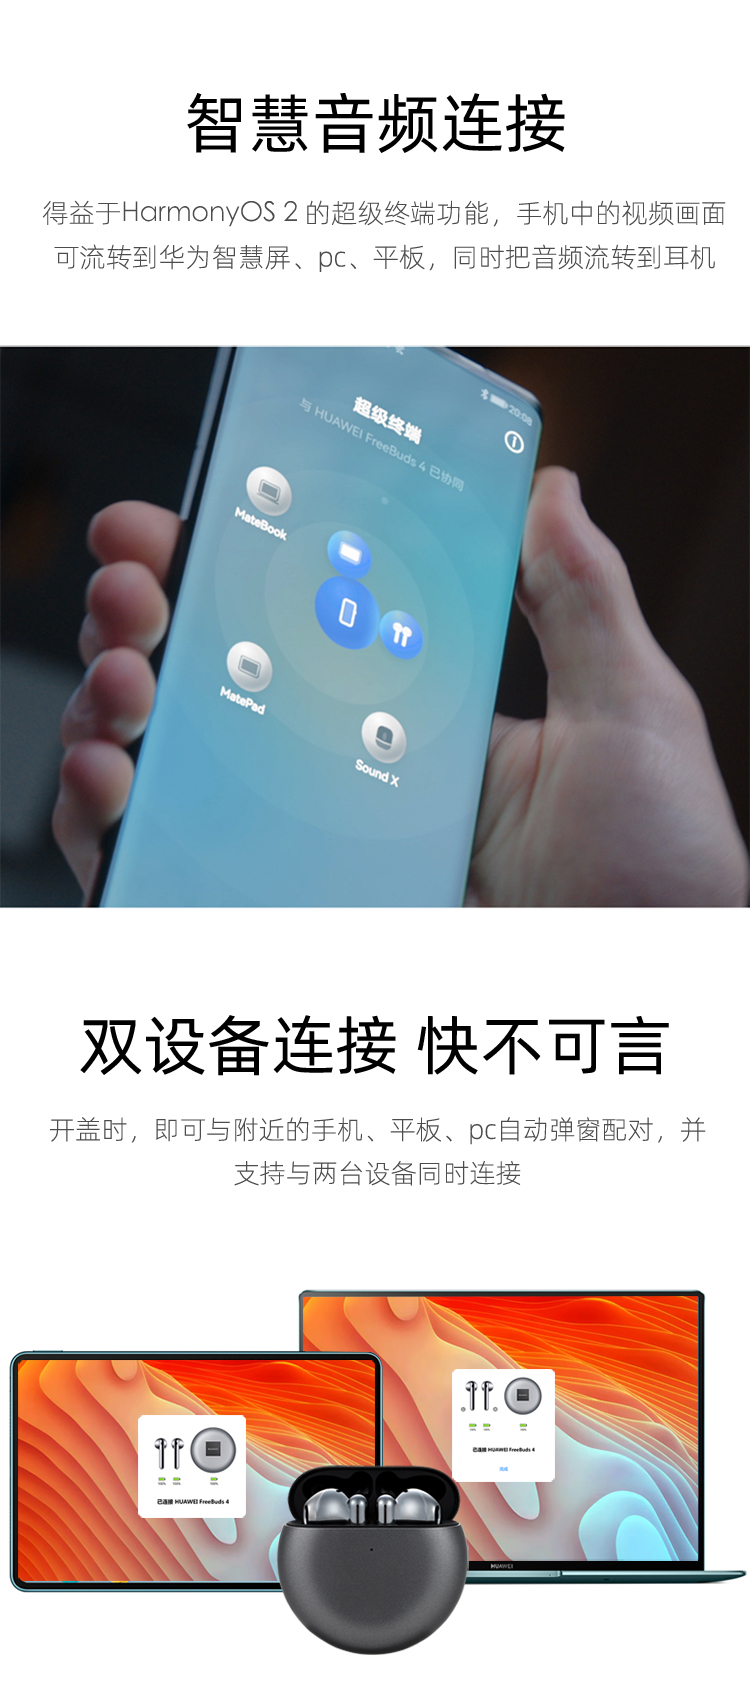 智慧音频连接
得益于HarmonyOS 2 的超级终端功能，手机中的视频画面
可流转到华为智慧屏、pc、平板，同时把音频流转到耳机
20:08
超级终端
与 HUAWEI FreeBuds 4 已协同
MateBook
MatePad
Sound X
双设备连接 快不可言
开盖时，即可与附近的手机、平板、pc自动弹窗配对，并
支持与两台设备同时连接
已连接 HUAWEI FreeBuds 4
完成
已连接 HUAWEI FreeBuds 4
HUAWEI